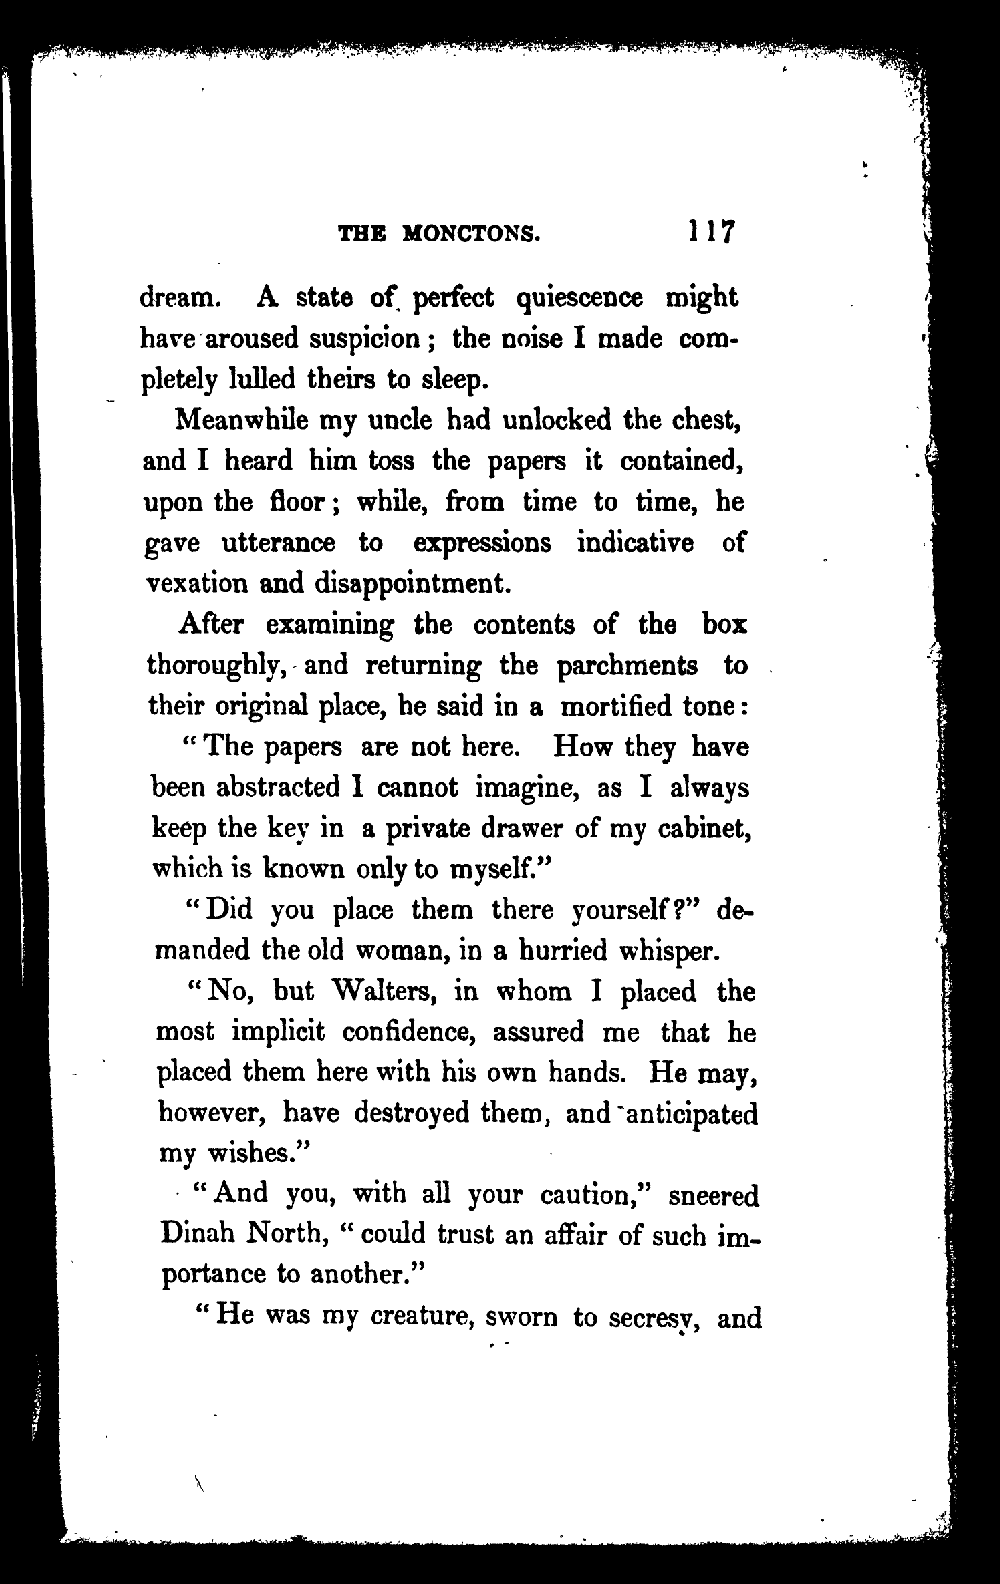 THE MONCTONS. 117
dream. A state of perfect quiescence might
have aroused suspicion; the noise I made com-
pletely lulled theirs to sleep.
Meanwhile my uncle had unlocked the chest,
and I heard him toss the papers it contained,
upon the floor; while, from time to time, he
gave utterance to expressions indicative of
vexation and disappointment.
After examining the contents of the box
thoroughly, and returning the parchments to
their original place, he said in a mortified tone:
“The papers are not here. How they have
been abstracted I cannot imagine, as I always
keep the key in a private drawer of my cabinet,
which is known only to myself.”
“Did you place them there yourself?” de-
manded the old woman, in a hurried whisper.
“No, but Walters, in whom I placed the
most implicit confidence, assured me that he
placed them here with his own hands. He may,
however, have destroyed them, and anticipated
my wishes.”
“And you, with all your caution,” sneered
Dinah North, “could trust an affair of such im-
portance to another.”
“He was my creature, sworn to secresy, and